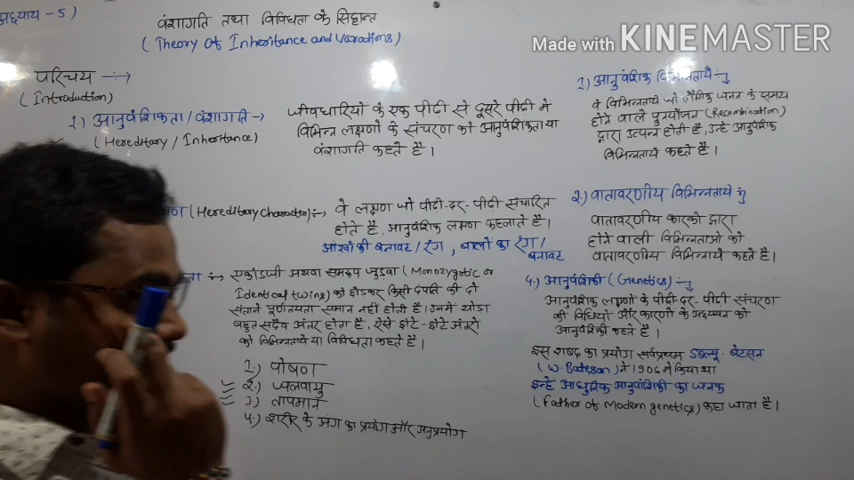 अध्याय - 5)
वंशागति तथा विविधता के सिद्धान्त
(Theory of Inheritance and Variations)
Made with KINEMASTER
परिचय →
(Introduction)
1.) आनुवंशिकता / वंशागति →
(Hereditary / Inheritance)
जीवधारियों के एक पीढ़ी से दूसरे पीढ़ी में
विभिन्न लक्षणों के संचरण को आनुवंशिकता या
वंशागति कहते है।
(Hereditary Character) :→
वे लक्षण जो पीढी-दर-पीढी संचारित
होते है, आनुवंशिक लक्षण कहलाते है।
आंखों की बनावट / रंग, बालों का रंग /
बनावट
:→ एकांडजी अथवा समरूप जुड़वा (Monozygotic or
Identical twins) को छोडकर किसी दंपति की दो
संताने पूर्णतया समान नहीं होती है। उनमें थोडा
बहुत सदैव अंतर होता है, ऐसे छोटे-छोटे अंतरो
को विभिन्नताये या विविधता कहते है।
1.) पोषण
2.) जलवायु
3.) तापमान
4.) शरीर के अंग का प्रयोग और अनुप्रयोग
1.) आनुवंशिक विभिन्नतायें :→
वे विभिन्नतायें जो लैंगिक जनन के समय
होने वाले पुनर्योजन (Recombination)
द्वारा उत्पन्न होती है, उन्हे आनुवंशिक
विभिन्नतायें कहते है।
2.) वातावरणीय विभिन्नतायें :→
वातावरणीय कारकों द्वारा
होने वाली विभिन्नताओं को
वातावरणीय विभिन्नतायें कहते है।
4.) आनुवंशिकी (Genetics) :→
आनुवंशिक लक्षणों के पीढी-दर-पीढी संचरण
की विधियों और कारणों के अध्ययन को
आनुवंशिकी कहते है।
इस शब्द का प्रयोग सर्वप्रथम डब्ल्यू. बेटसन
(W. Bateson) ने 1906 में किया था
इन्हें आधुनिक आनुवंशिकी का जनक
(Father of Modern genetics) कहा जाता है।